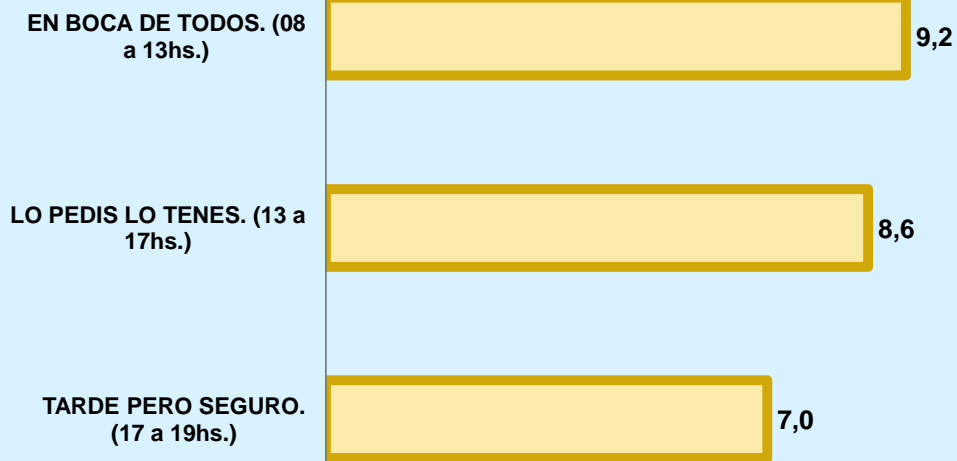 EN BOCA DE TODOS. (08
a 13hs.)
9,2
LO PEDIS LO TENES. (13 a
17hs.)
8,6
TARDE PERO SEGURO.
(17 a 19hs.)
7,0